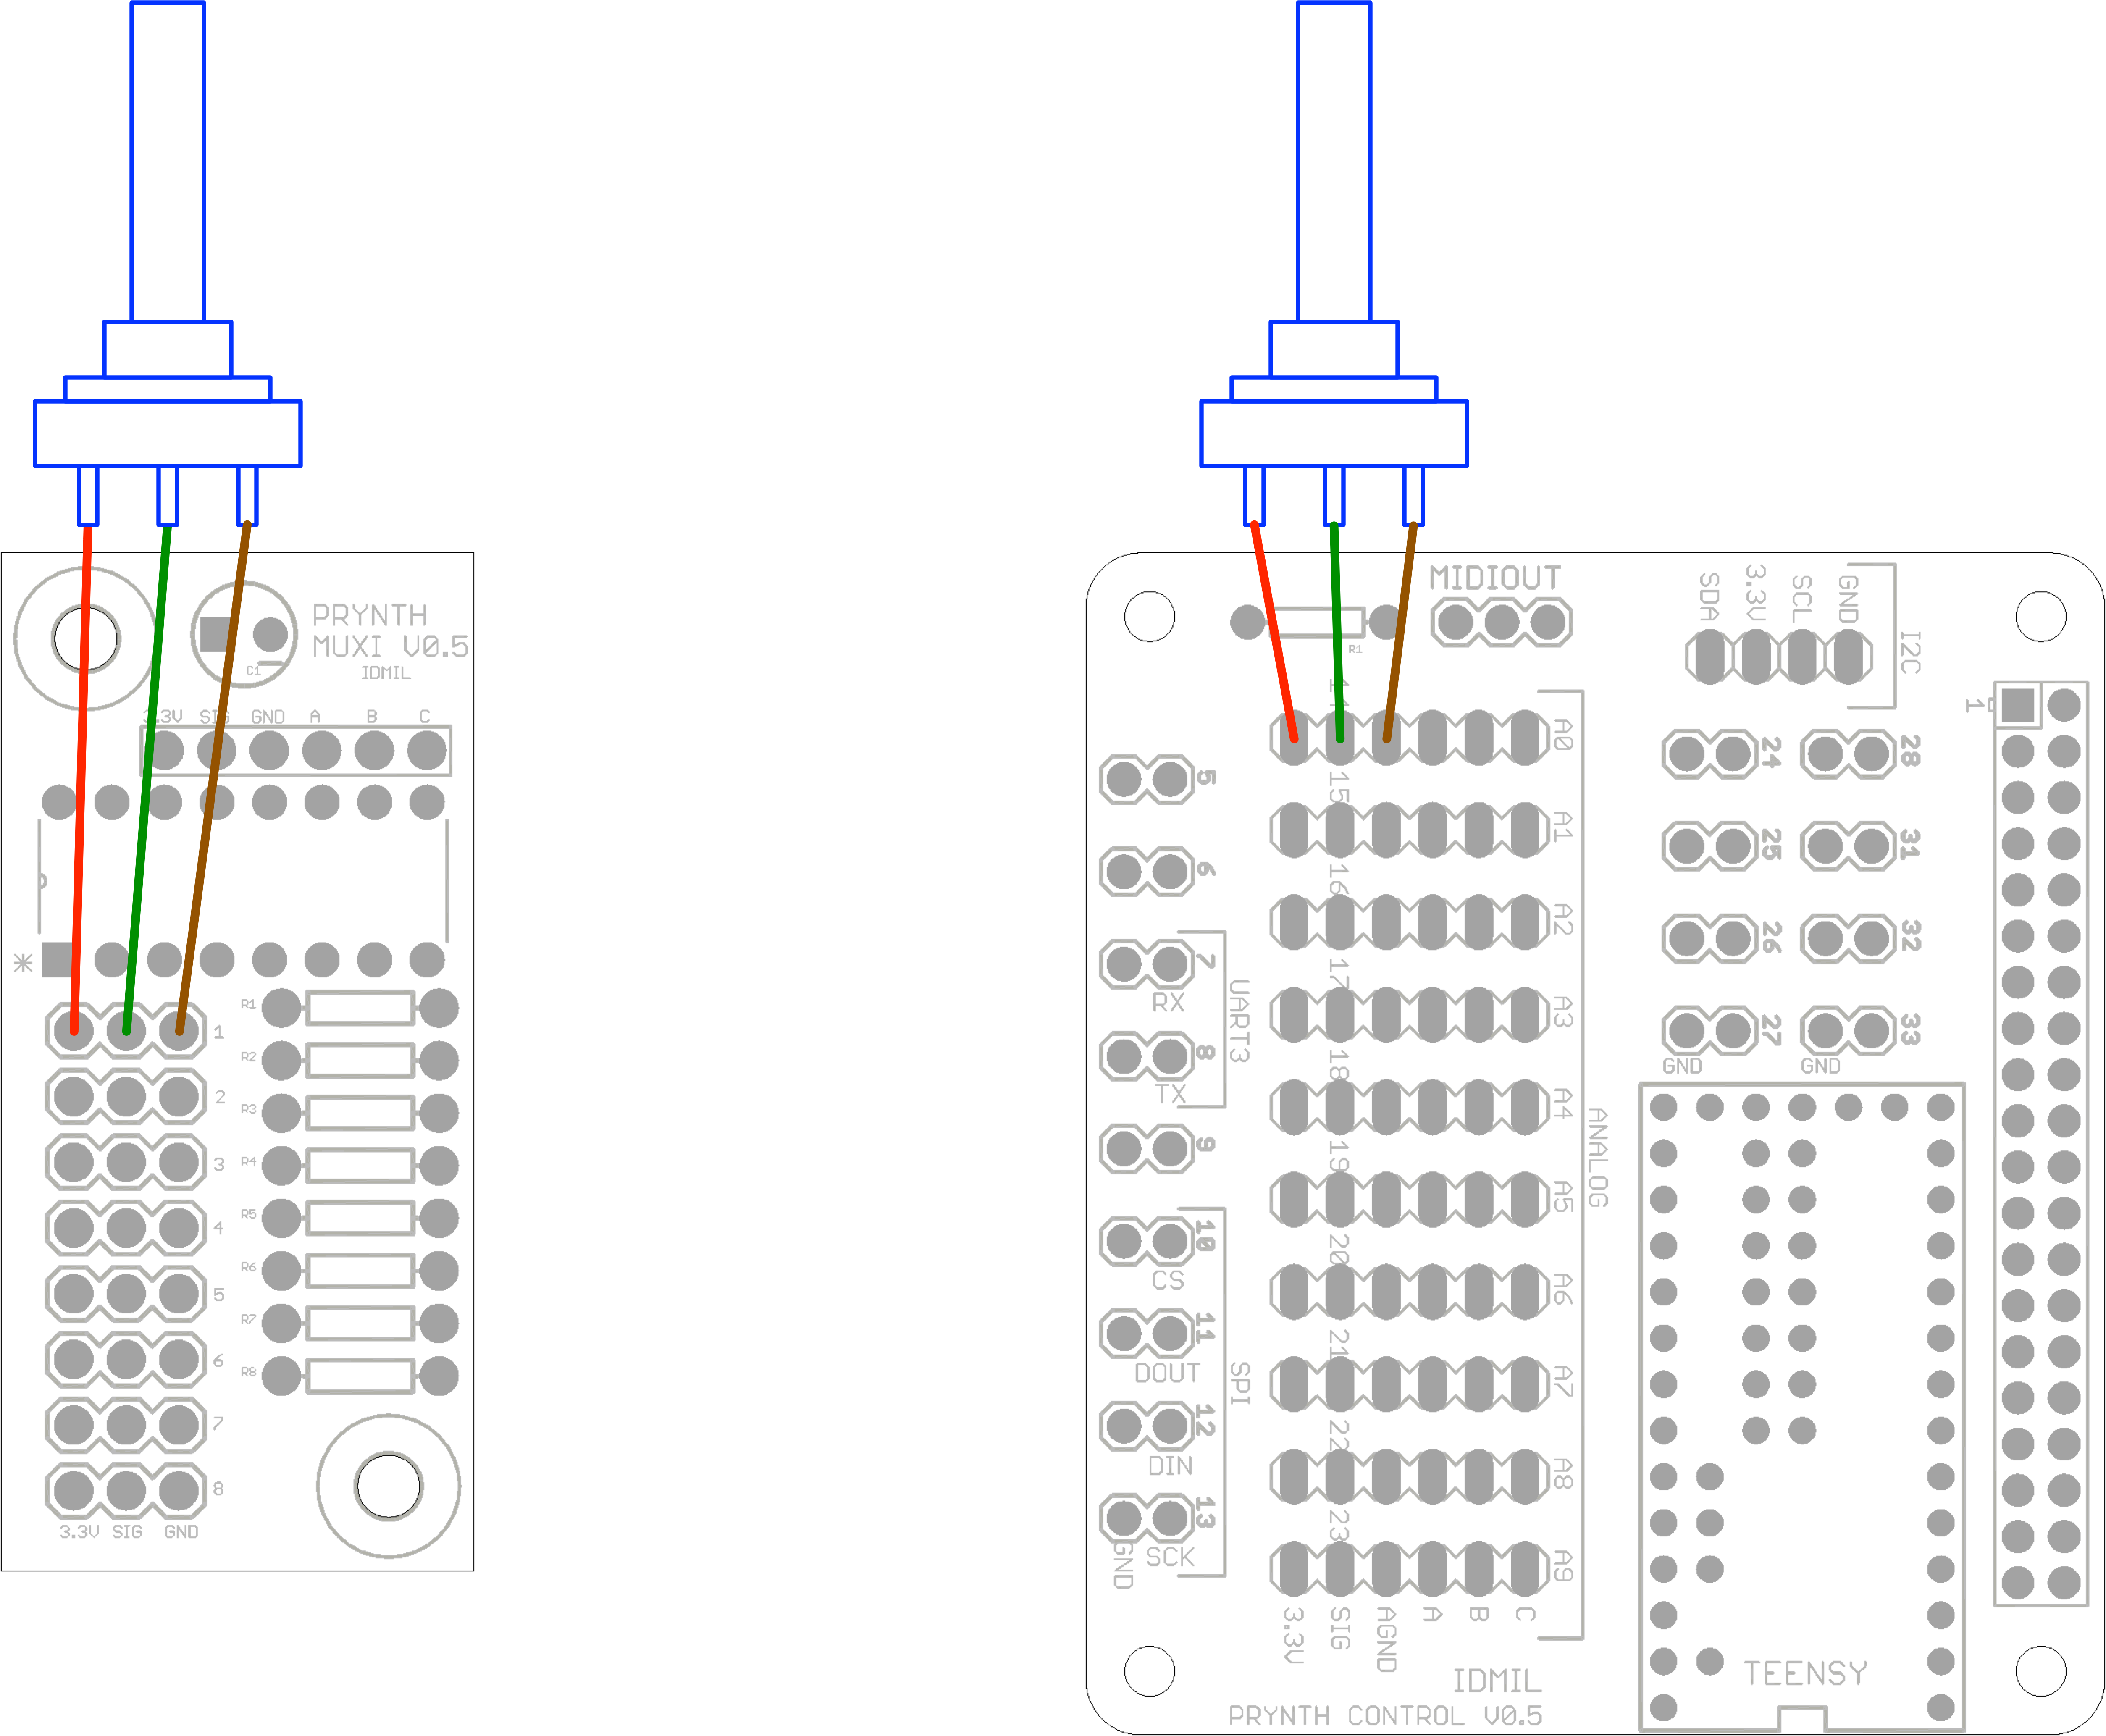 PRYNTH
MUXI V0.5
IDMIL
C1
3.3V SIG GND A B C
*
R1
1
R2
2
R3
3
R4
4
R5
5
R6
6
R7
7
R8
8
3.3V SIG GND
MIDIOUT
R1
SDA
3.3V
SCL
GND
I2C
1
14
A0
15
A1
16
A2
17
A3
18
A4
19
A5
20
A6
21
A7
22
A8
23
A9
ANALOG
3.3V
SIG
AGND
A
B
C
5
6
7
RX
8
TX
UART3
9
10
CS
11
DOUT
12
DIN
13
SCK
GND
SPI
24
28
25
31
26
32
27
33
GND
GND
TEENSY
IDMIL
PRYNTH CONTROL V0.5